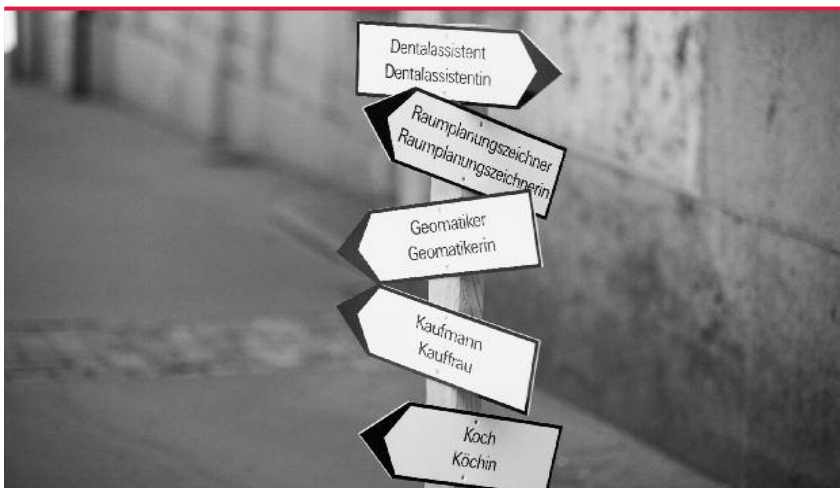 Dentalassistent
Dentalassistentin
Raumplanungszeichner
Raumplanungszeichnerin
Geomatiker
Geomatikerin
Kaufmann
Kauffrau
Koch
Köchin